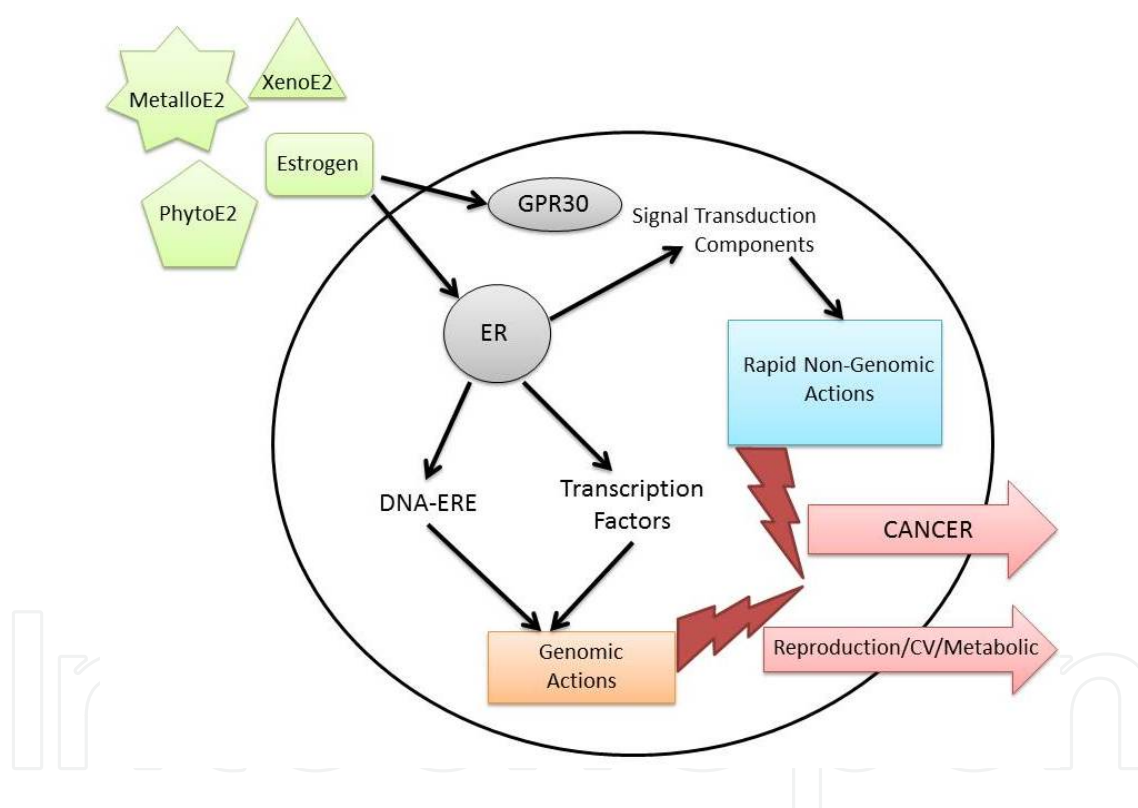 XenoE2
MetalloE2
Estrogen
PhytoE2
GPR30
Signal Transduction
Components
ER
Rapid Non-Genomic
Actions
DNA-ERE
Transcription
Factors
CANCER
Genomic
Actions
Reproduction/CV/Metabolic